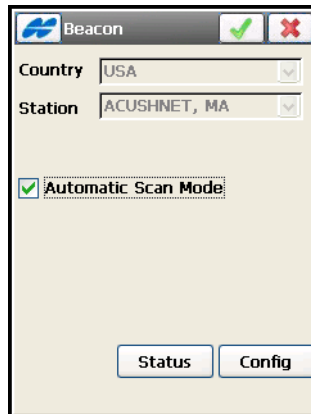 Beacon
Country USA
Station ACUSHNET, MA
Automatic Scan Mode
Status Config